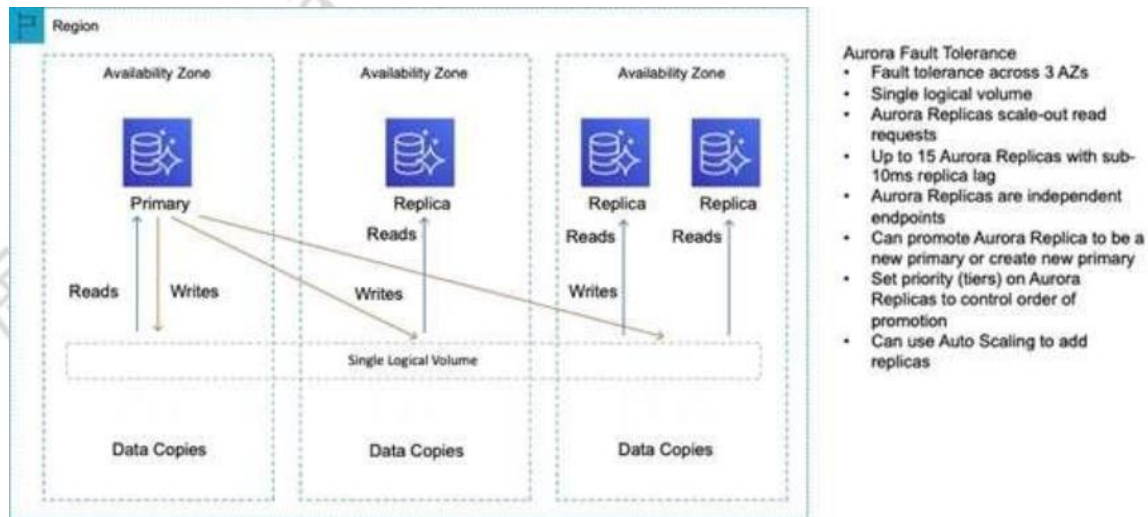 Region
Availability Zone
Availability Zone
Availability Zone
Primary
Replica
Replica
Replica
Reads
Reads
Reads
Reads
Writes
Writes
Writes
Single Logical Volume
Data Copies
Data Copies
Data Copies
Aurora Fault Tolerance
• Fault tolerance across 3 AZs
• Single logical volume
• Aurora Replicas scale-out read
requests
• Up to 15 Aurora Replicas with sub-
10ms replica lag
• Aurora Replicas are independent
endpoints
• Can promote Aurora Replica to be a
new primary or create new primary
• Set priority (tiers) on Aurora
Replicas to control order of
promotion
• Can use Auto Scaling to add
replicas